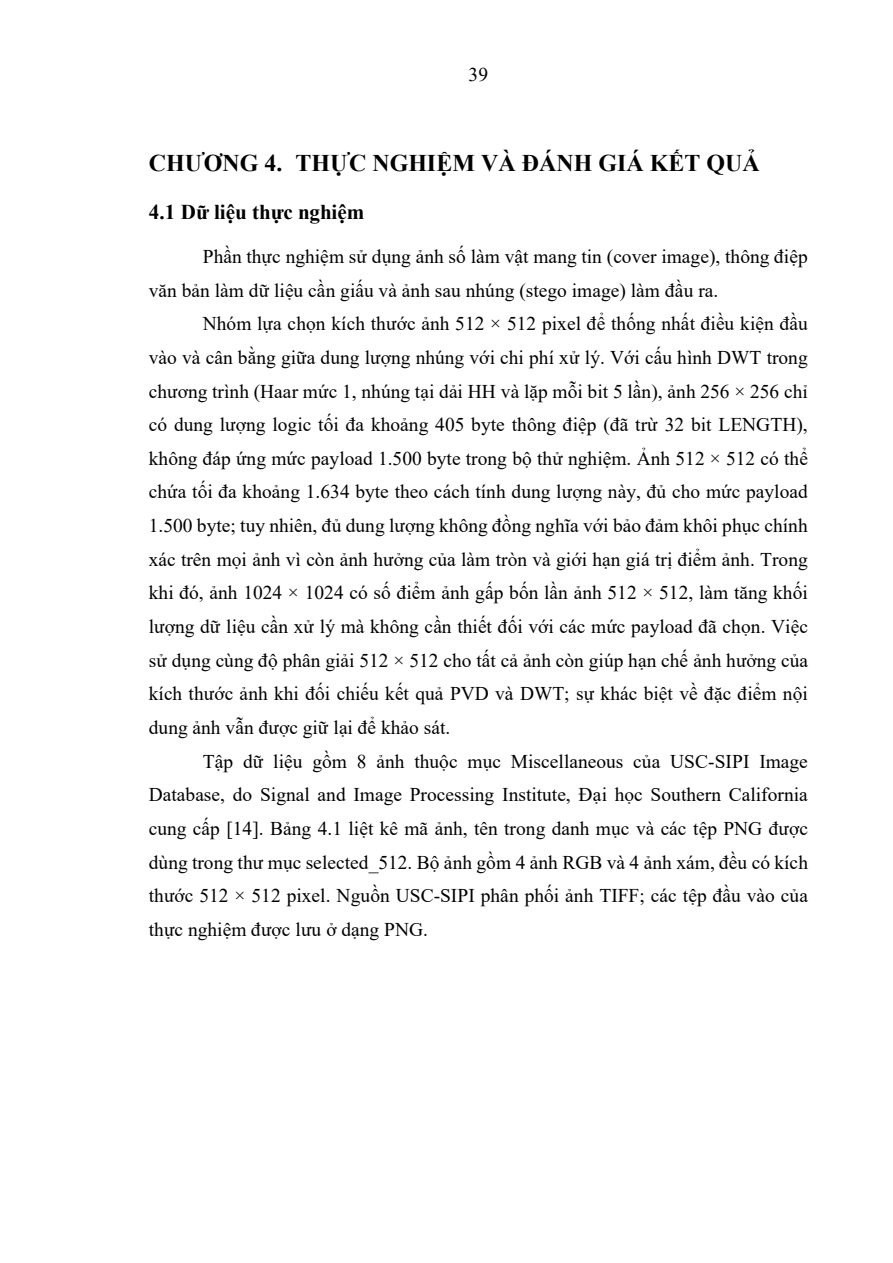 39
CHƯƠNG 4. THỰC NGHIỆM VÀ ĐÁNH GIÁ KẾT QUẢ
4.1 Dữ liệu thực nghiệm
Phần thực nghiệm sử dụng ảnh số làm vật mang tin (cover image), thông điệp
văn bản làm dữ liệu cần giấu và ảnh sau nhúng (stego image) làm đầu ra.
Nhóm lựa chọn kích thước ảnh 512 × 512 pixel để thống nhất điều kiện đầu
vào và cân bằng giữa dung lượng nhúng với chi phí xử lý. Với cấu hình DWT trong
chương trình (Haar mức 1, nhúng tại dải HH và lặp mỗi bit 5 lần), ảnh 256 × 256 chỉ
có dung lượng logic tối đa khoảng 405 byte thông điệp (đã trừ 32 bit LENGTH),
không đáp ứng mức payload 1.500 byte trong bộ thử nghiệm. Ảnh 512 × 512 có thể
chứa tối đa khoảng 1.634 byte theo cách tính dung lượng này, đủ cho mức payload
1.500 byte; tuy nhiên, đủ dung lượng không đồng nghĩa với bảo đảm khôi phục chính
xác trên mọi ảnh vì còn ảnh hưởng của làm tròn và giới hạn giá trị điểm ảnh. Trong
khi đó, ảnh 1024 × 1024 có số điểm ảnh gấp bốn lần ảnh 512 × 512, làm tăng khối
lượng dữ liệu cần xử lý mà không cần thiết đối với các mức payload đã chọn. Việc
sử dụng cùng độ phân giải 512 × 512 cho tất cả ảnh còn giúp hạn chế ảnh hưởng của
kích thước ảnh khi đối chiếu kết quả PVD và DWT; sự khác biệt về đặc điểm nội
dung ảnh vẫn được giữ lại để khảo sát.
Tập dữ liệu gồm 8 ảnh thuộc mục Miscellaneous của USC-SIPI Image
Database, do Signal and Image Processing Institute, Đại học Southern California
cung cấp [14]. Bảng 4.1 liệt kê mã ảnh, tên trong danh mục và các tệp PNG được
dùng trong thư mục selected_512. Bộ ảnh gồm 4 ảnh RGB và 4 ảnh xám, đều có kích
thước 512 × 512 pixel. Nguồn USC-SIPI phân phối ảnh TIFF; các tệp đầu vào của
thực nghiệm được lưu ở dạng PNG.